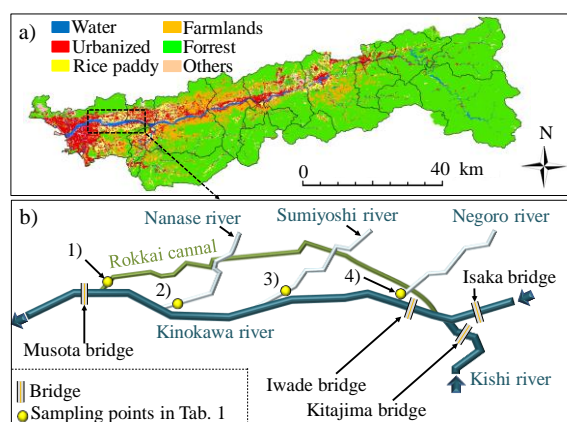 a)
Water
Farmlands
Urbanized
Forrest
Rice paddy
Others
N
0
40 km
b)
Nanase river
Sumiyoshi river
Negoro river
Rokkai cannal
1)
2)
3)
4)
Isaka bridge
Kinokawa river
Musota bridge
Iwade bridge
Kishi river
Kitajima bridge
Bridge
Sampling points in Tab. 1